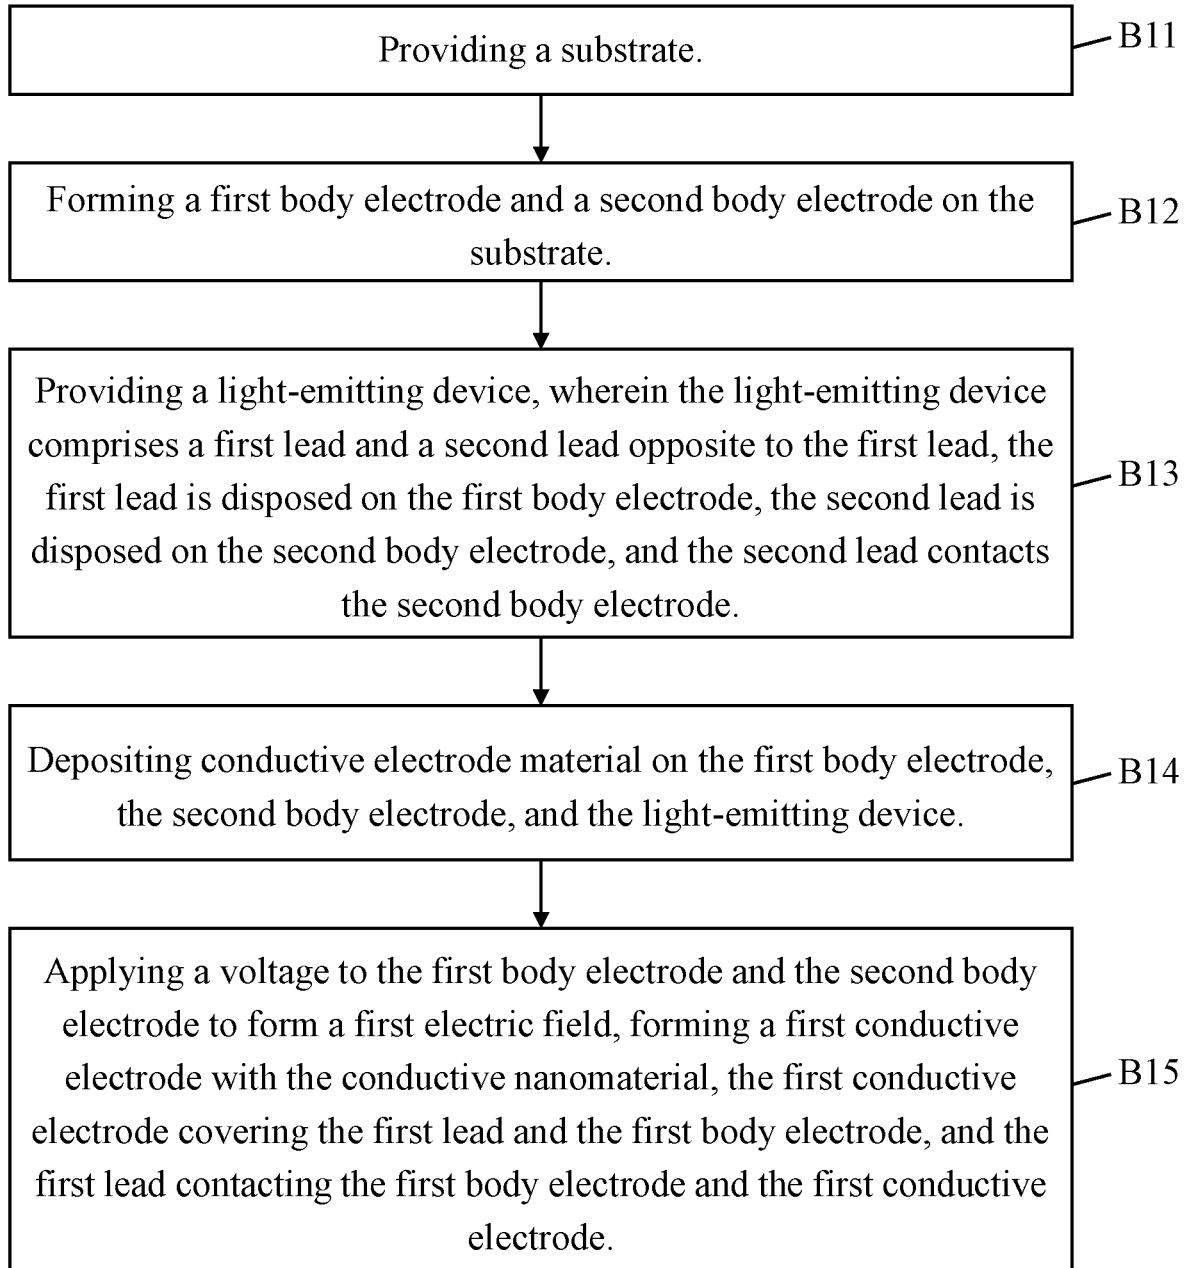 Providing a substrate.
B11
Forming a first body electrode and a second body electrode on the
substrate.
B12
Providing a light-emitting device, wherein the light-emitting device
comprises a first lead and a second lead opposite to the first lead, the
first lead is disposed on the first body electrode, the second lead is
disposed on the second body electrode, and the second lead contacts
the second body electrode.
B13
Depositing conductive electrode material on the first body electrode,
the second body electrode, and the light-emitting device.
B14
Applying a voltage to the first body electrode and the second body
electrode to form a first electric field, forming a first conductive
electrode with the conductive nanomaterial, the first conductive
electrode covering the first lead and the first body electrode, and the
first lead contacting the first body electrode and the first conductive
electrode.
B15